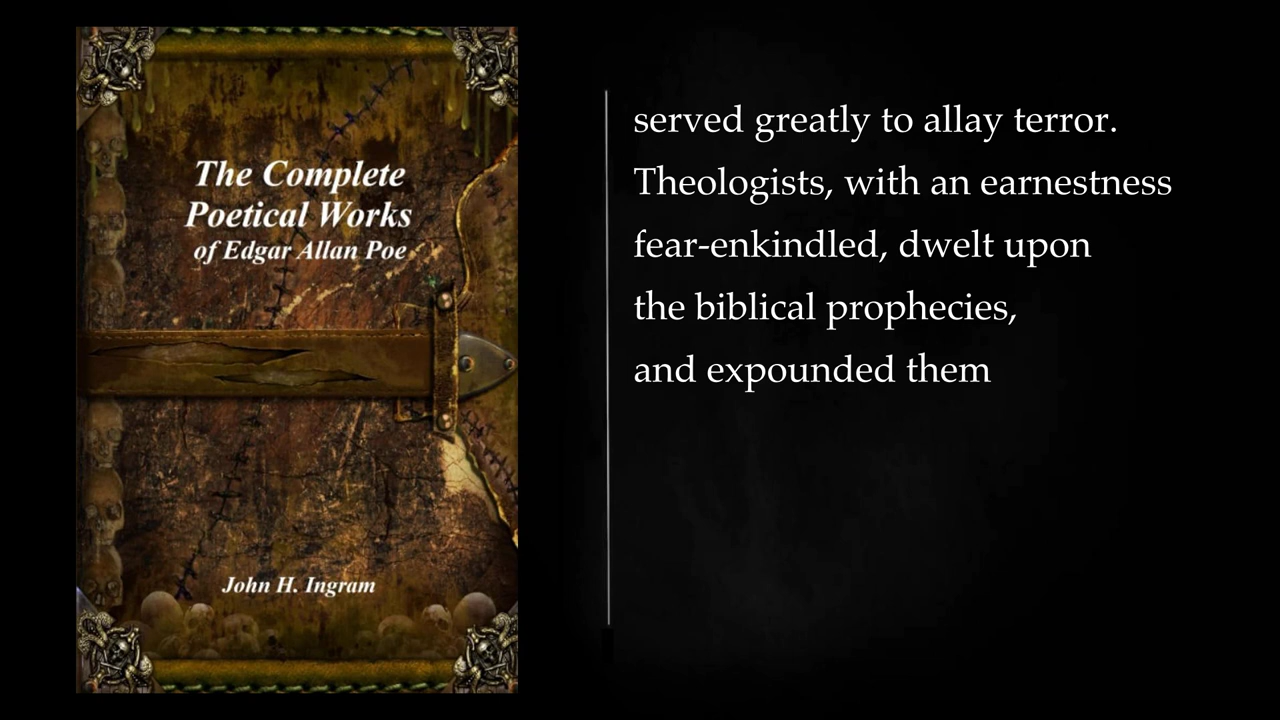 The Complete
Poetical Works
of Edgar Allan Poe
John H. Ingram
served greatly to allay terror.
Theologists, with an earnestness
fear-enkindled, dwelt upon
the biblical prophecies,
and expounded them